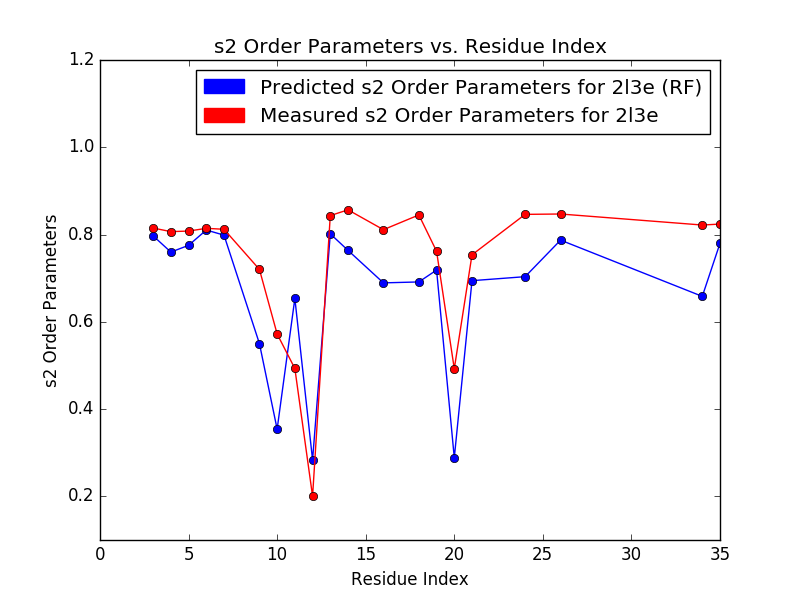 s2 Order Parameters vs. Residue Index
Predicted s2 Order Parameters for 2l3e (RF)
Measured s2 Order Parameters for 2l3e
1.2
1.0
0.8
0.6
0.4
0.2
s2 Order Parameters
0 5 10 15 20 25 30 35
Residue Index